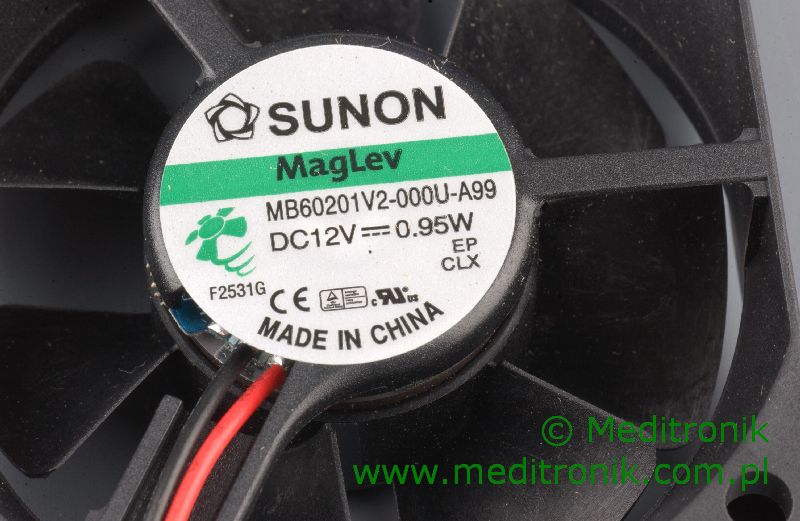 SUNON
MagLev
MB60201V2-000U-A99
DC12V⎓0.95W
EP
CLX
F2531G
CE
MADE IN CHINA
© Meditronik
www.meditronik.com.pl